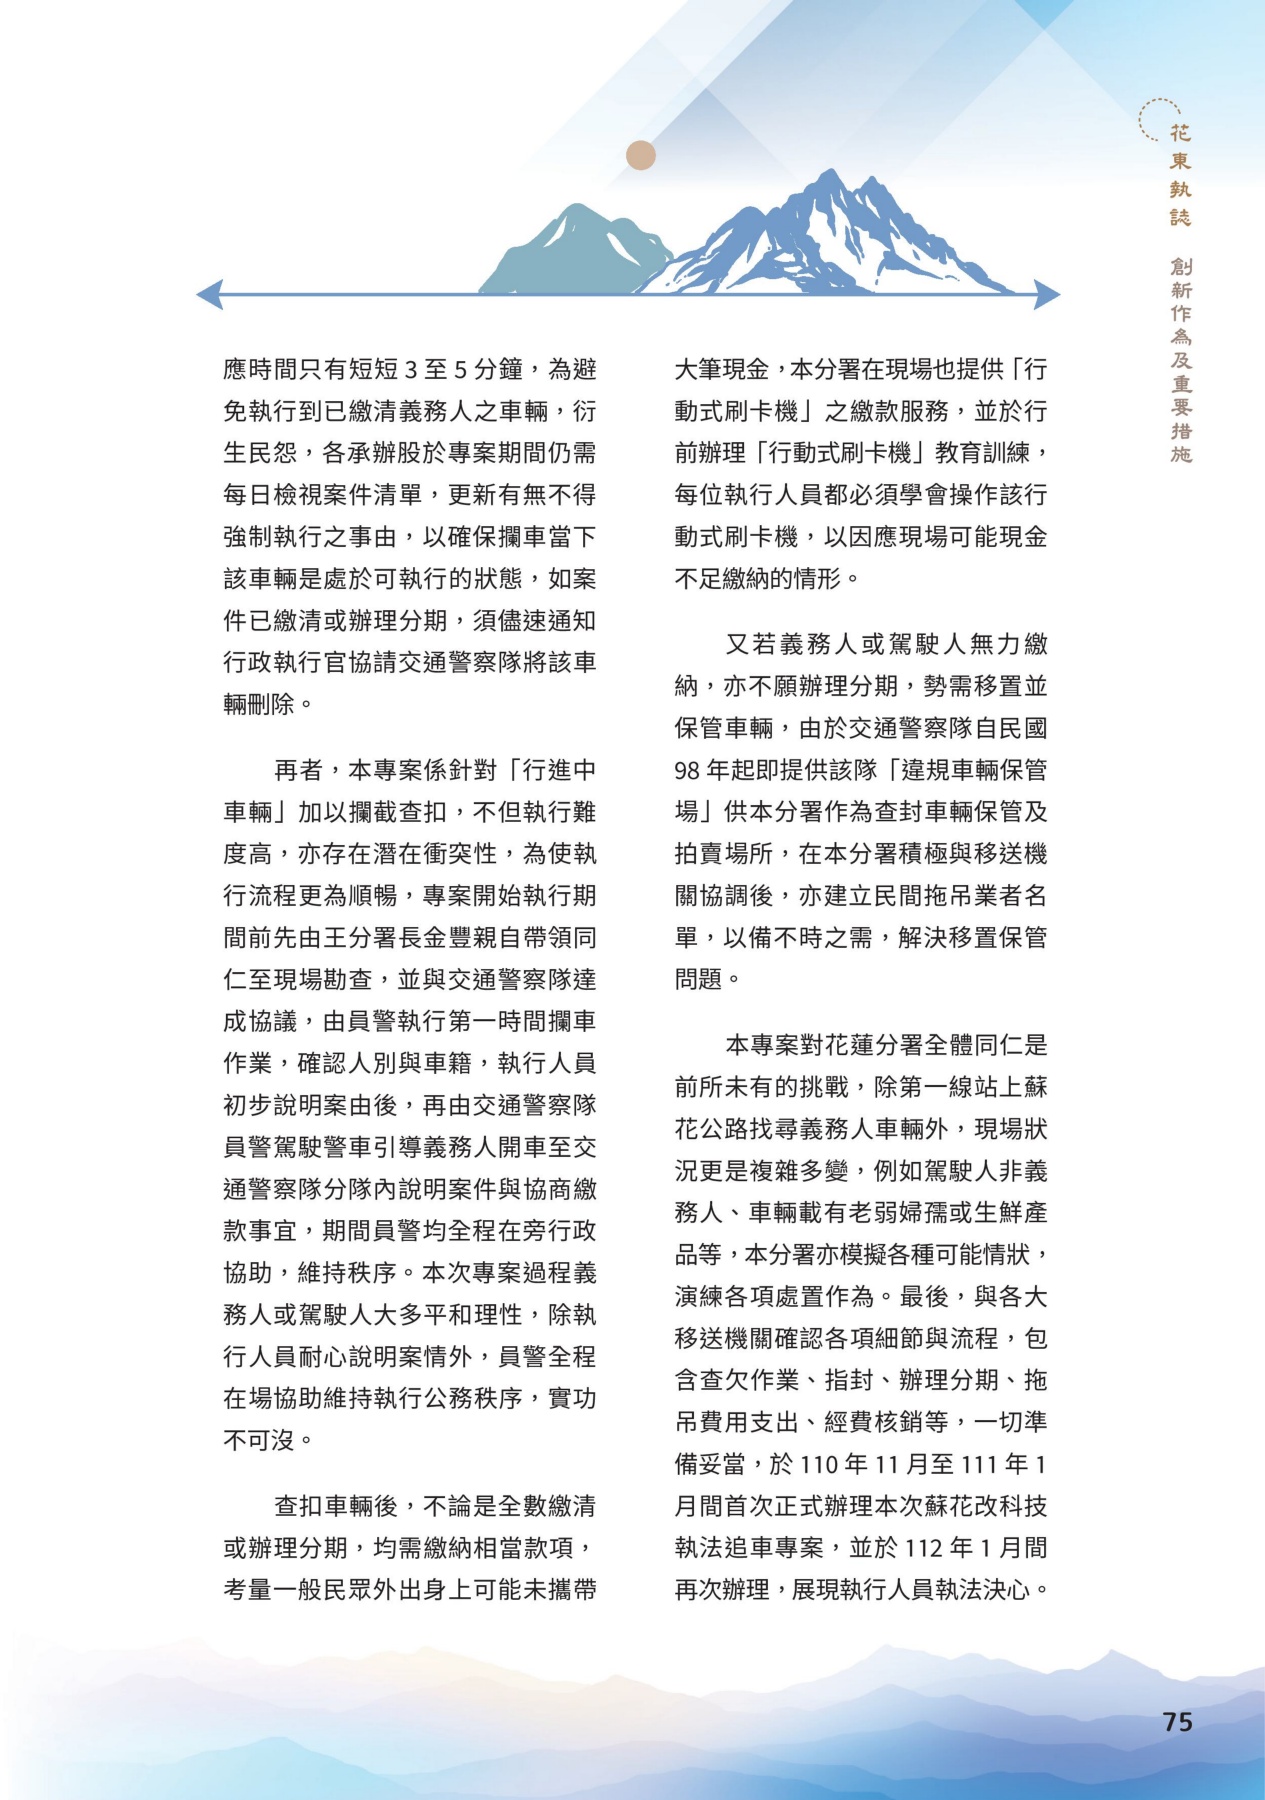 花東執誌 創新作為及重要措施
應時間只有短短 3 至 5 分鐘，為避
免執行到已繳清義務人之車輛，衍
生民怨，各承辦股於專案期間仍需
每日檢視案件清單，更新有無不得
強制執行之事由，以確保攔車當下
該車輛是處於可執行的狀態，如案
件已繳清或辦理分期，須儘速通知
行政執行官協請交通警察隊將該車
輛刪除。
再者，本專案係針對「行進中
車輛」加以攔截查扣，不但執行難
度高，亦存在潛在衝突性，為使執
行流程更為順暢，專案開始執行期
間前先由王分署長金豐親自帶領同
仁至現場勘查，並與交通警察隊達
成協議，由員警執行第一時間攔車
作業，確認人別與車籍，執行人員
初步說明案由後，再由交通警察隊
員警駕駛警車引導義務人開車至交
通警察隊分隊內說明案件與協商繳
款事宜，期間員警均全程在旁行政
協助，維持秩序。本次專案過程義
務人或駕駛人大多平和理性，除執
行人員耐心說明案情外，員警全程
在場協助維持執行公務秩序，實功
不可沒。
查扣車輛後，不論是全數繳清
或辦理分期，均需繳納相當款項，
考量一般民眾外出身上可能未攜帶
大筆現金，本分署在現場也提供「行
動式刷卡機」之繳款服務，並於行
前辦理「行動式刷卡機」教育訓練，
每位執行人員都必須學會操作該行
動式刷卡機，以因應現場可能現金
不足繳納的情形。
又若義務人或駕駛人無力繳
納，亦不願辦理分期，勢需移置並
保管車輛，由於交通警察隊自民國
98 年起即提供該隊「違規車輛保管
場」供本分署作為查封車輛保管及
拍賣場所，在本分署積極與移送機
關協調後，亦建立民間拖吊業者名
單，以備不時之需，解決移置保管
問題。
本專案對花蓮分署全體同仁是
前所未有的挑戰，除第一線站上蘇
花公路找尋義務人車輛外，現場狀
況更是複雜多變，例如駕駛人非義
務人、車輛載有老弱婦孺或生鮮產
品等，本分署亦模擬各種可能情狀，
演練各項處置作為。最後，與各大
移送機關確認各項細節與流程，包
含查欠作業、指封、辦理分期、拖
吊費用支出、經費核銷等，一切準
備妥當，於 110 年 11 月至 111 年 1
月間首次正式辦理本次蘇花改科技
執法追車專案，並於 112 年 1 月間
再次辦理，展現執行人員執法決心。
75